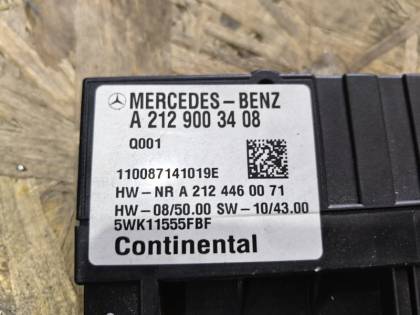 MERCEDES-BENZ
A 212 900 34 08
Q001
110087141019E
HW-NR A 212 446 00 71
HW-08/50.00 SW-10/43.00
5WK11555FBF
Continental